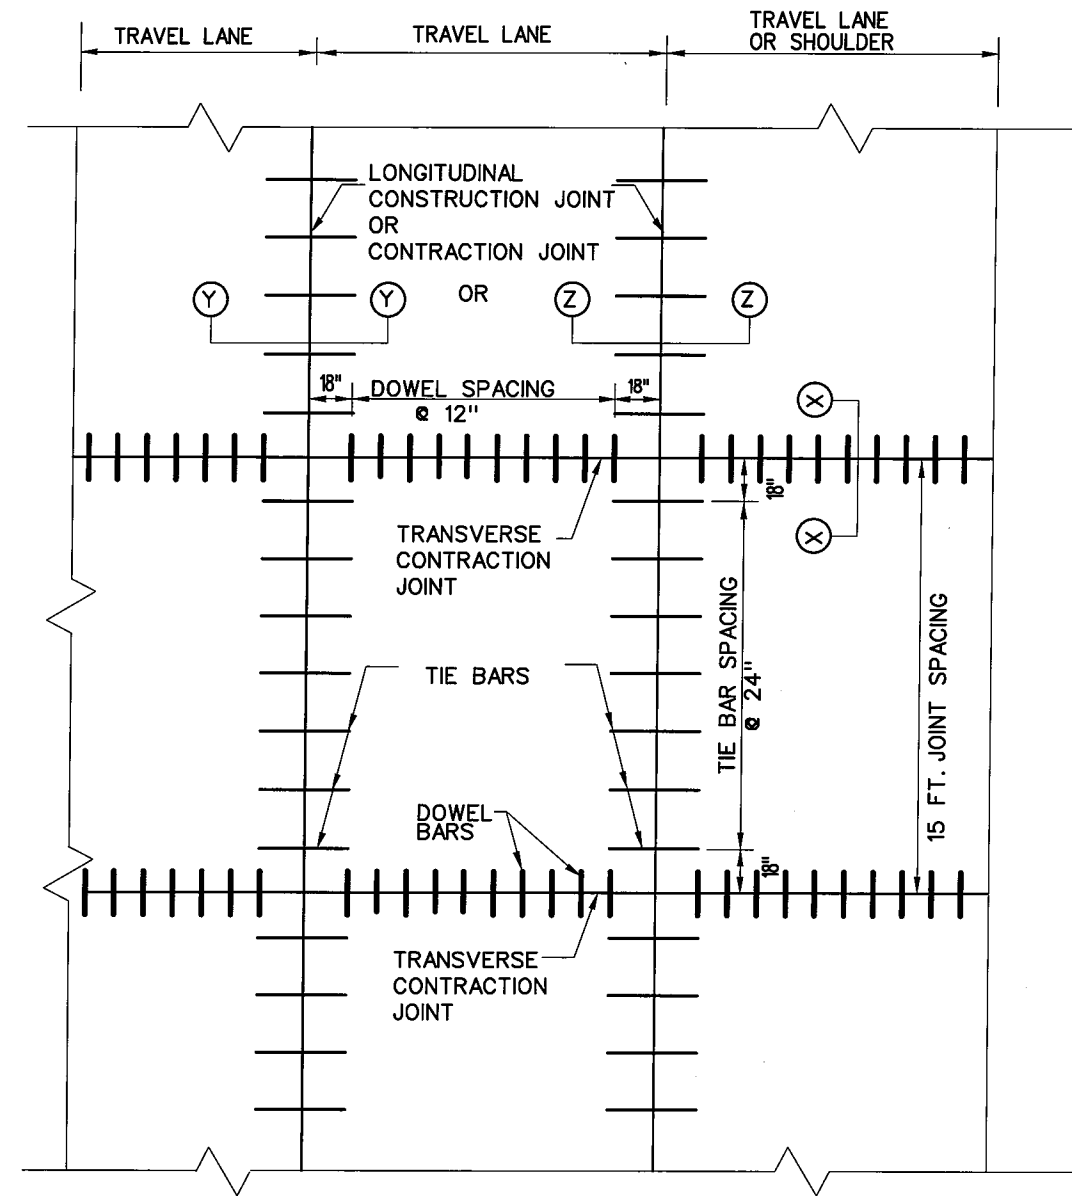 TRAVEL LANE
TRAVEL LANE
TRAVEL LANE
OR SHOULDER
LONGITUDINAL
CONSTRUCTION JOINT
OR
CONTRACTION JOINT
OR
Y
Y
Z
Z
18"
DOWEL SPACING
@ 12"
18"
X
X
18"
TRANSVERSE
CONTRACTION
JOINT
TIE BARS
TIE BAR SPACING
@ 24"
15 FT. JOINT SPACING
DOWEL
BARS
18"
TRANSVERSE
CONTRACTION
JOINT